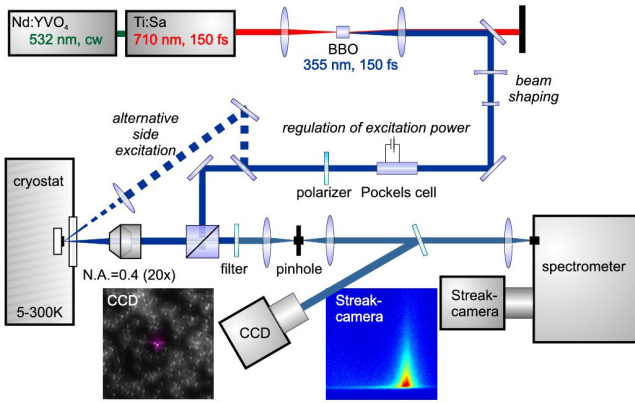 Nd:YVO4
532 nm, cw
Ti:Sa
710 nm, 150 fs
BBO
355 nm, 150 fs
beam
shaping
alternative
side
excitation
regulation of excitation power
polarizer
Pockels cell
cryostat
5-300K
N.A.=0.4 (20x)
filter
pinhole
spectrometer
CCD
CCD
Streak-
camera
Streak-
camera